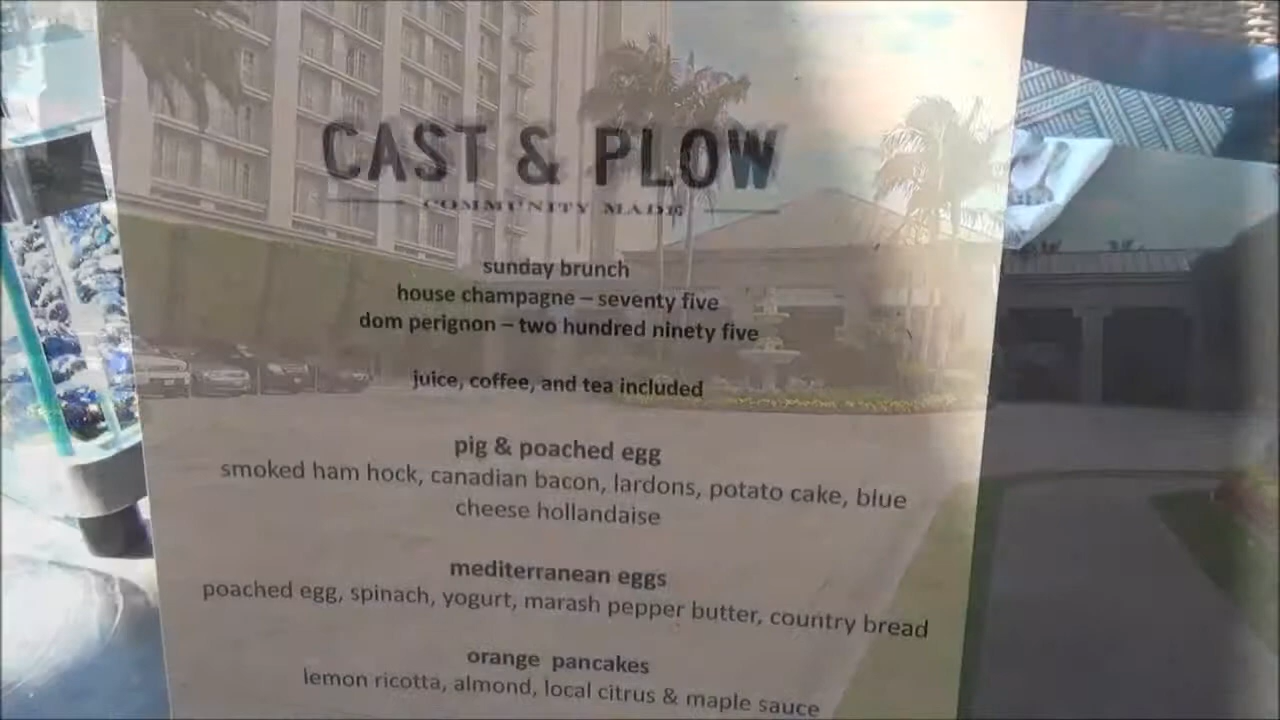 CAST & PLOW
COMMUNITY MADE
sunday brunch
house champagne – seventy five
dom perignon – two hundred ninety five
juice, coffee, and tea included
pig & poached egg
smoked ham hock, canadian bacon, lardons, potato cake, blue
cheese hollandaise
mediterranean eggs
poached egg, spinach, yogurt, marash pepper butter, country bread
orange pancakes
lemon ricotta, almond, local citrus & maple sauce